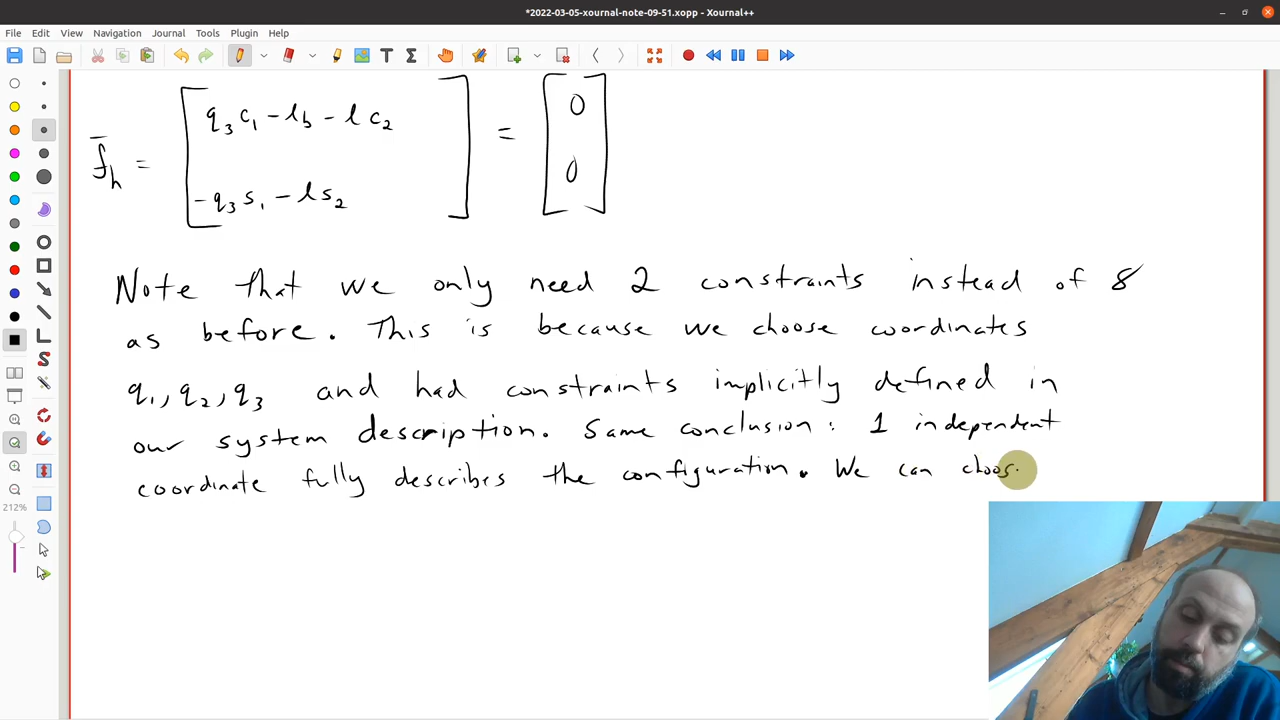 *2022-03-05-xournal-note-09-51.xopp - Xournal++
File Edit View Navigation Journal Tools Plugin Help
f̄_h = [ q₃c₁ - l_b - l c₂ ] = [ 0 ]
[ -q₃s₁ - l s₂ ] [ 0 ]
Note that we only need 2 constraints instead of 8
as before. This is because we choose coordinates
q₁, q₂, q₃ and had constraints implicitly defined in
our system description. Same conclusion: 1 independent
coordinate fully describes the configuration. We can choos
212%